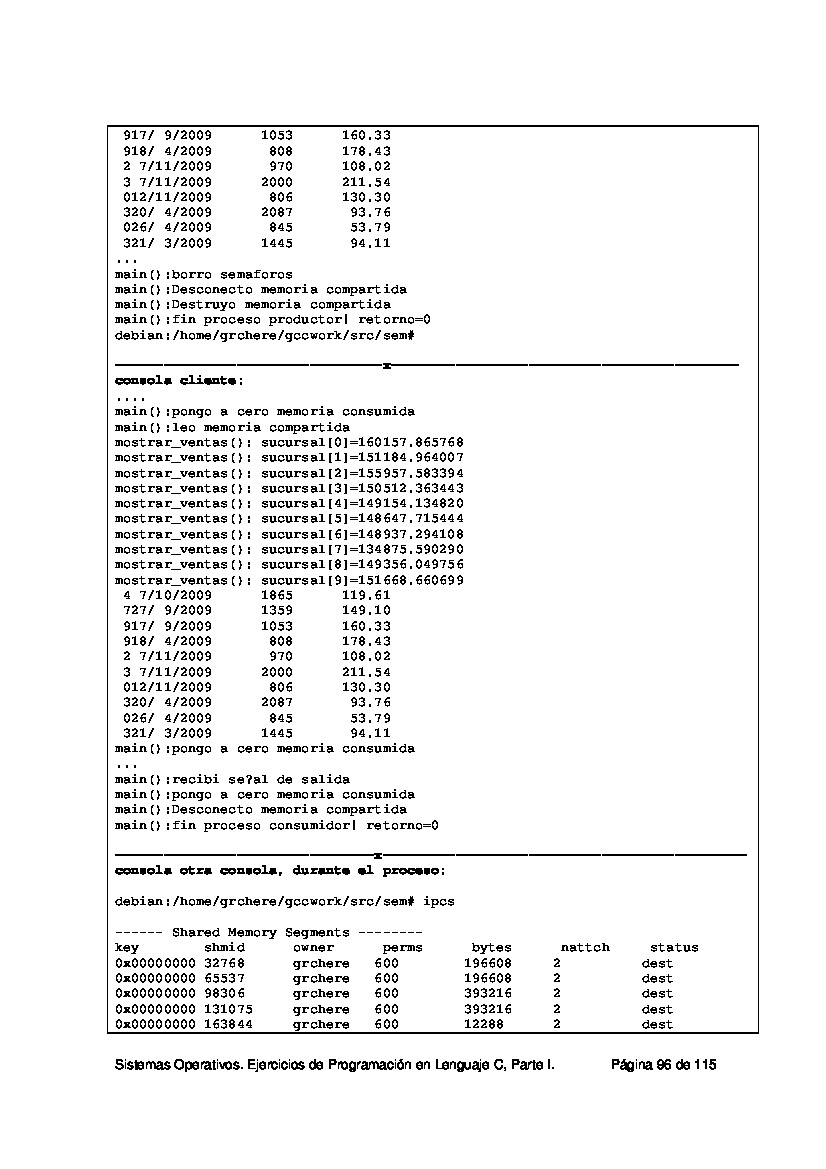 917/ 9/2009      1053      160.33
918/ 4/2009       808      178.43
2 7/11/2009       970      108.02
3 7/11/2009      2000      211.54
012/11/2009       806      130.30
320/ 4/2009      2087       93.76
026/ 4/2009       845       53.79
321/ 3/2009      1445       94.11
...
main():borro semaforos
main():Desconecto memoria compartida
main():Destruyo memoria compartida
main():fin proceso productor! retorno=0
debian:/home/grchere/gccwork/src/sem#
---------------------------------x-------------------------------------------
consola cliente:
....
main():pongo a cero memoria consumida
main():leo memoria compartida
mostrar_ventas(): sucursal[0]=160157.865768
mostrar_ventas(): sucursal[1]=151184.964007
mostrar_ventas(): sucursal[2]=155957.583394
mostrar_ventas(): sucursal[3]=150512.363443
mostrar_ventas(): sucursal[4]=149154.134820
mostrar_ventas(): sucursal[5]=148647.715444
mostrar_ventas(): sucursal[6]=148937.294108
mostrar_ventas(): sucursal[7]=134875.590290
mostrar_ventas(): sucursal[8]=149356.049756
mostrar_ventas(): sucursal[9]=151668.660699
4 7/10/2009      1865      119.61
727/ 9/2009      1359      149.10
917/ 9/2009      1053      160.33
918/ 4/2009       808      178.43
2 7/11/2009       970      108.02
3 7/11/2009      2000      211.54
012/11/2009       806      130.30
320/ 4/2009      2087       93.76
026/ 4/2009       845       53.79
321/ 3/2009      1445       94.11
main():pongo a cero memoria consumida
...
main():recibi se?al de salida
main():pongo a cero memoria consumida
main():Desconecto memoria compartida
main():fin proceso consumidor! retorno=0
--------------------------------x---------------------------------------------
consola otra consola, durante el proceso:
debian:/home/grchere/gccwork/src/sem# ipcs
------ Shared Memory Segments --------
key        shmid      owner      perms      bytes      nattch     status
0x00000000 32768      grchere   600        196608     2          dest
0x00000000 65537      grchere   600        196608     2          dest
0x00000000 98306      grchere   600        393216     2          dest
0x00000000 131075     grchere   600        393216     2          dest
0x00000000 163844     grchere   600        12288      2          dest
Sistemas Operativos. Ejercicios de Programación en Lenguaje C, Parte I.      Página 96 de 115